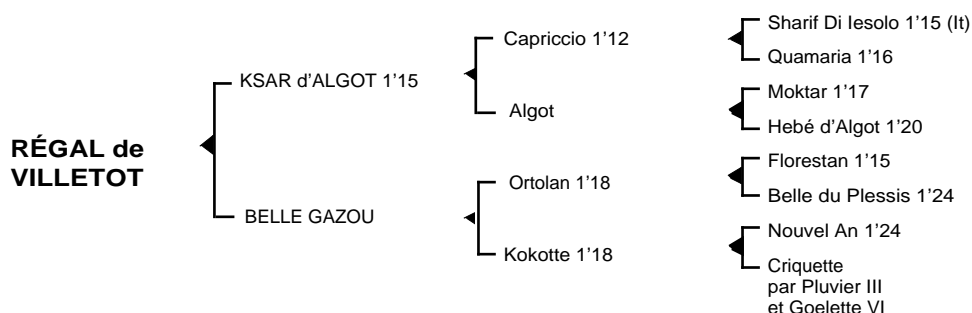 RÉGAL de
VILLETOT
KSAR d'ALGOT 1'15
BELLE GAZOU
Capriccio 1'12
Algot
Ortolan 1'18
Kokotte 1'18
Sharif Di Iesolo 1'15 (It)
Quamaria 1'16
Moktar 1'17
Hebé d'Algot 1'20
Florestan 1'15
Belle du Plessis 1'24
Nouvel An 1'24
Criquette
par Pluvier III
et Goelette VI